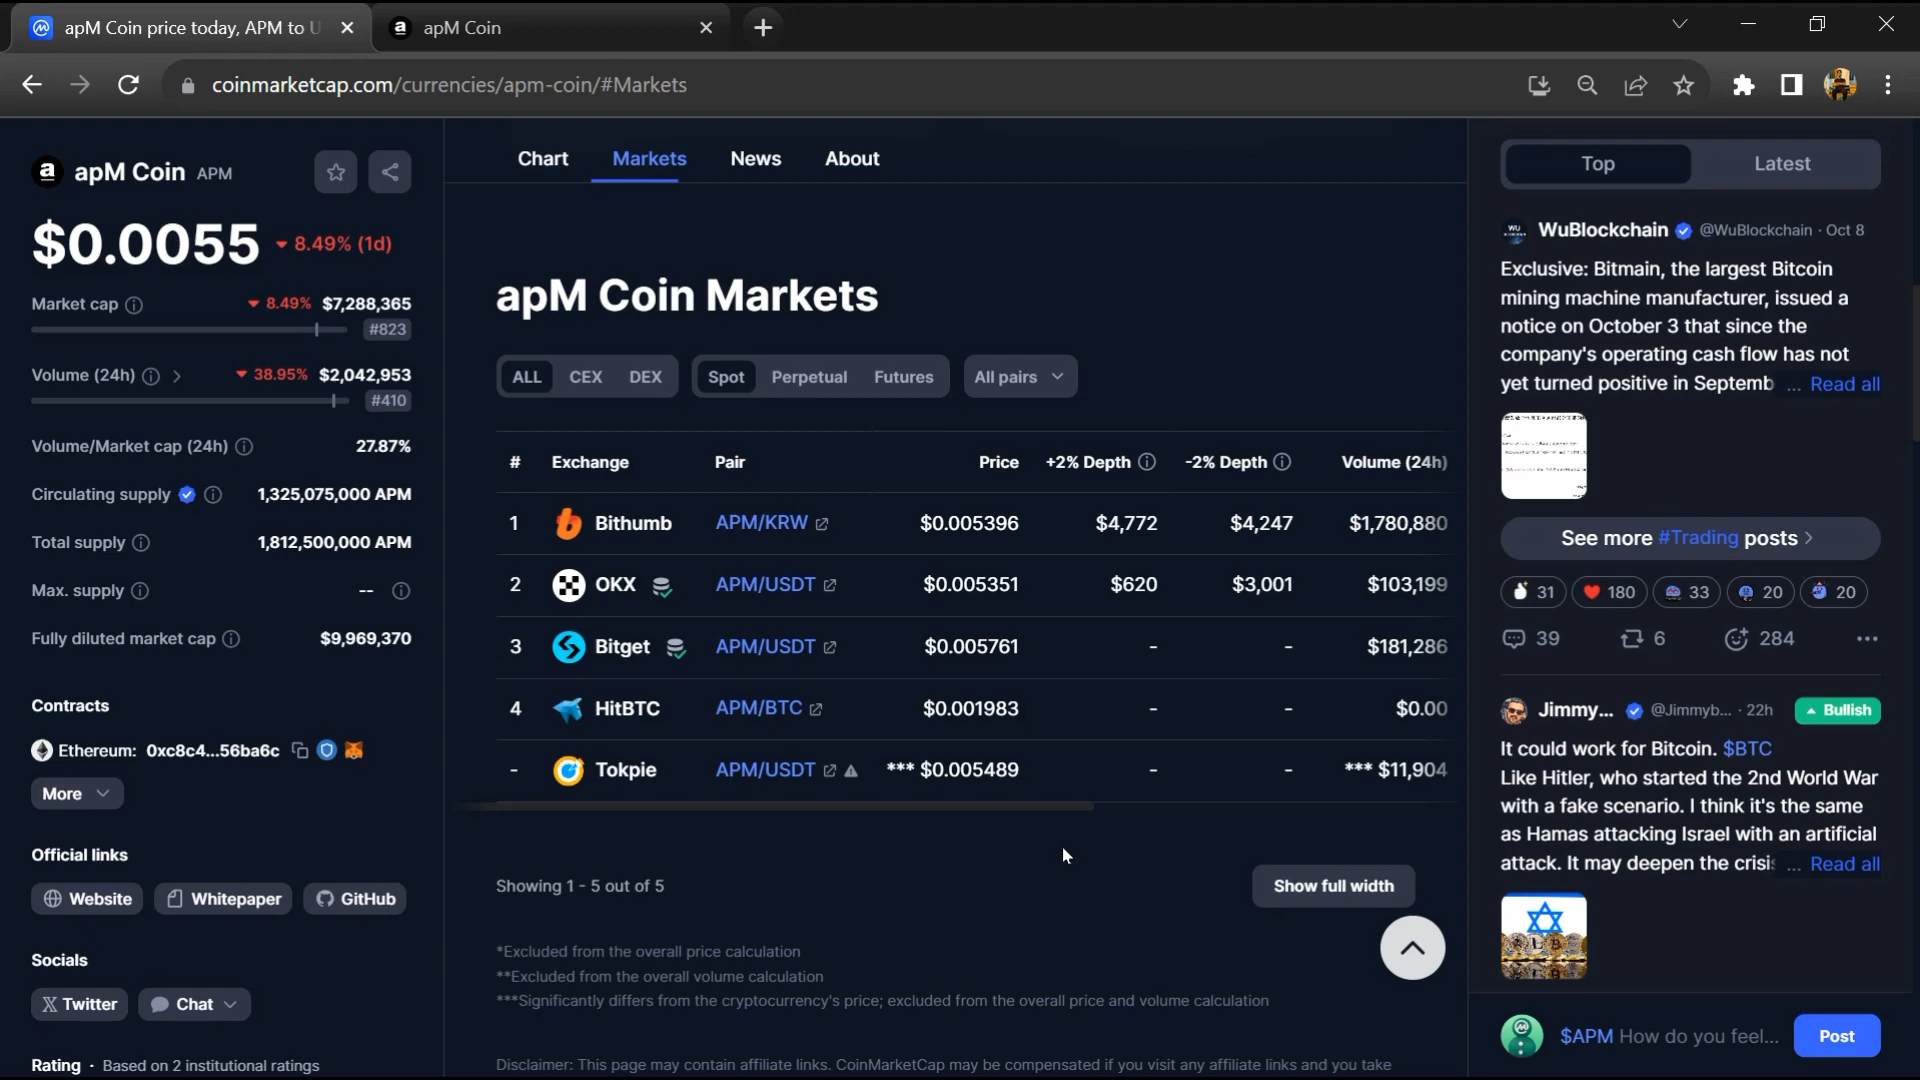 apM Coin price today, APM to U
apM Coin
coinmarketcap.com/currencies/apm-coin/#Markets
apM Coin APM
$0.0055 8.49% (1d)
Market cap 8.49% $7,288,365
#823
Volume (24h) 38.95% $2,042,953
#410
Volume/Market cap (24h) 27.87%
Circulating supply 1,325,075,000 APM
Total supply 1,812,500,000 APM
Max. supply --
Fully diluted market cap $9,969,370
Contracts
Ethereum: 0xc8c4...56ba6c
More
Official links
Website Whitepaper GitHub
Socials
Twitter Chat
Rating · Based on 2 institutional ratings
Chart Markets News About
apM Coin Markets
ALL CEX DEX Spot Perpetual Futures All pairs
# Exchange Pair Price +2% Depth -2% Depth Volume (24h)
1 Bithumb APM/KRW $0.005396 $4,772 $4,247 $1,780,880
2 OKX APM/USDT $0.005351 $620 $3,001 $103,199
3 Bitget APM/USDT $0.005761 - - $181,286
4 HitBTC APM/BTC $0.001983 - - $0.00
- Tokpie APM/USDT *** $0.005489 - - *** $11,904
Showing 1 - 5 out of 5
Show full width
*Excluded from the overall price calculation
**Excluded from the overall volume calculation
***Significantly differs from the cryptocurrency's price; excluded from the overall price and volume calculation
Disclaimer: This page may contain affiliate links. CoinMarketCap may be compensated if you visit any affiliate links and you take
Top Latest
WuBlockchain @WuBlockchain · Oct 8
Exclusive: Bitmain, the largest Bitcoin
mining machine manufacturer, issued a
notice on October 3 that since the
company's operating cash flow has not
yet turned positive in Septemb ... Read all
See more #Trading posts >
31 180 33 20 20
39 6 284
Jimmy... @Jimmyb... · 22h Bullish
It could work for Bitcoin. $BTC
Like Hitler, who started the 2nd World War
with a fake scenario. I think it's the same
as Hamas attacking Israel with an artificial
attack. It may deepen the crisis ... Read all
$APM How do you feel...
Post